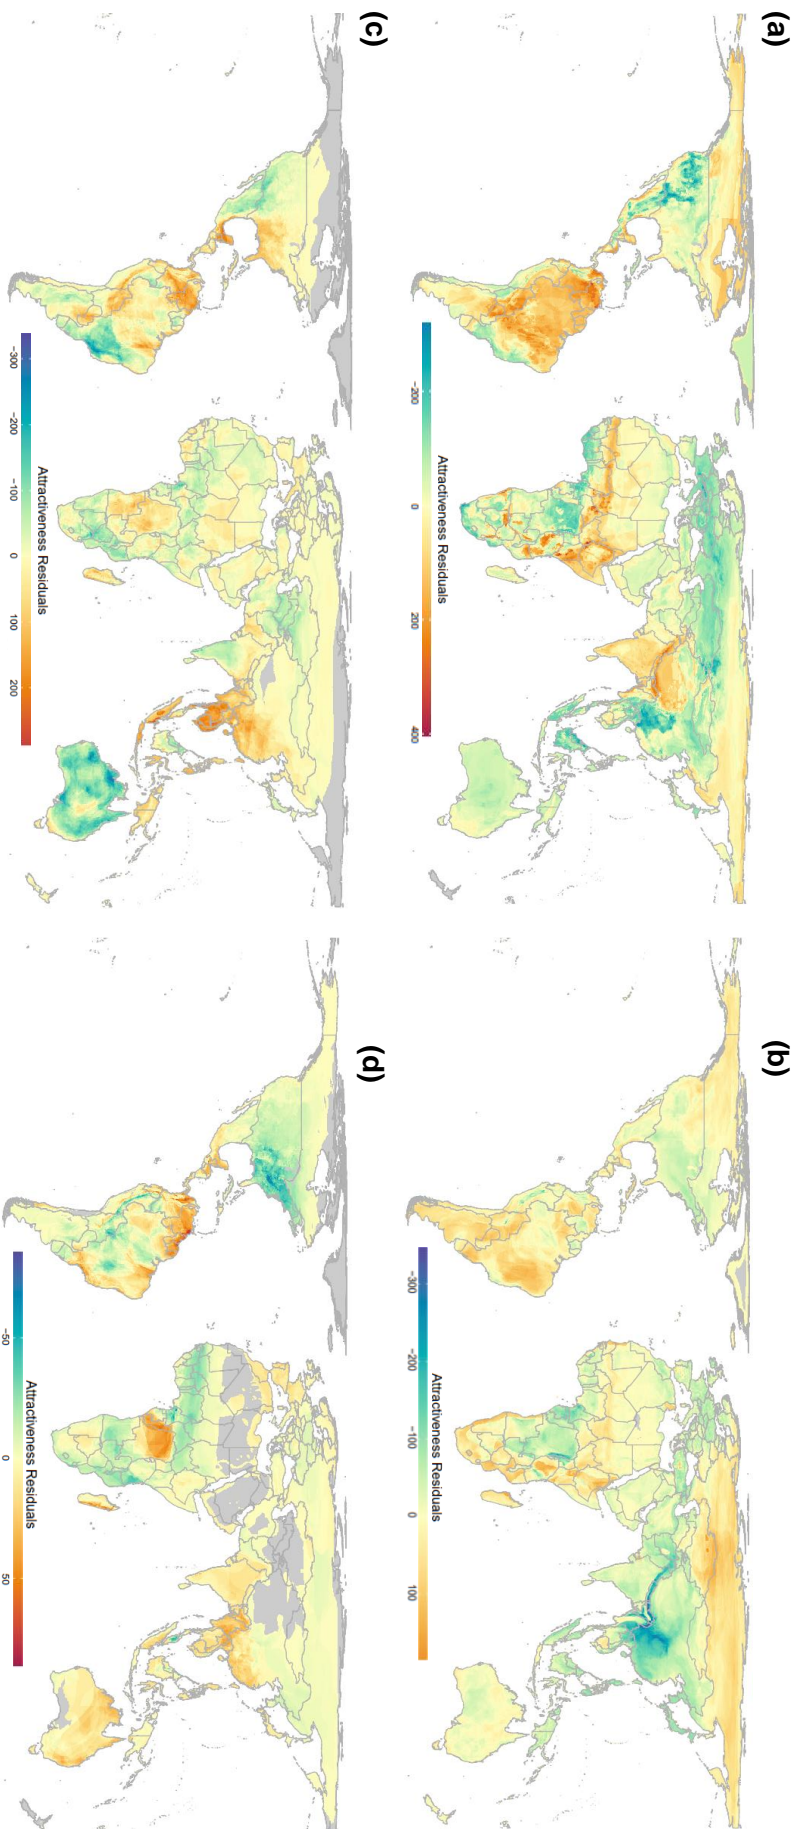 (a)
-200
0
200
400
Attractiveness Residuals
(b)
-300
-200
-100
0
100
Attractiveness Residuals
(c)
-300
-200
-100
0
100
200
Attractiveness Residuals
(d)
-50
0
50
Attractiveness Residuals